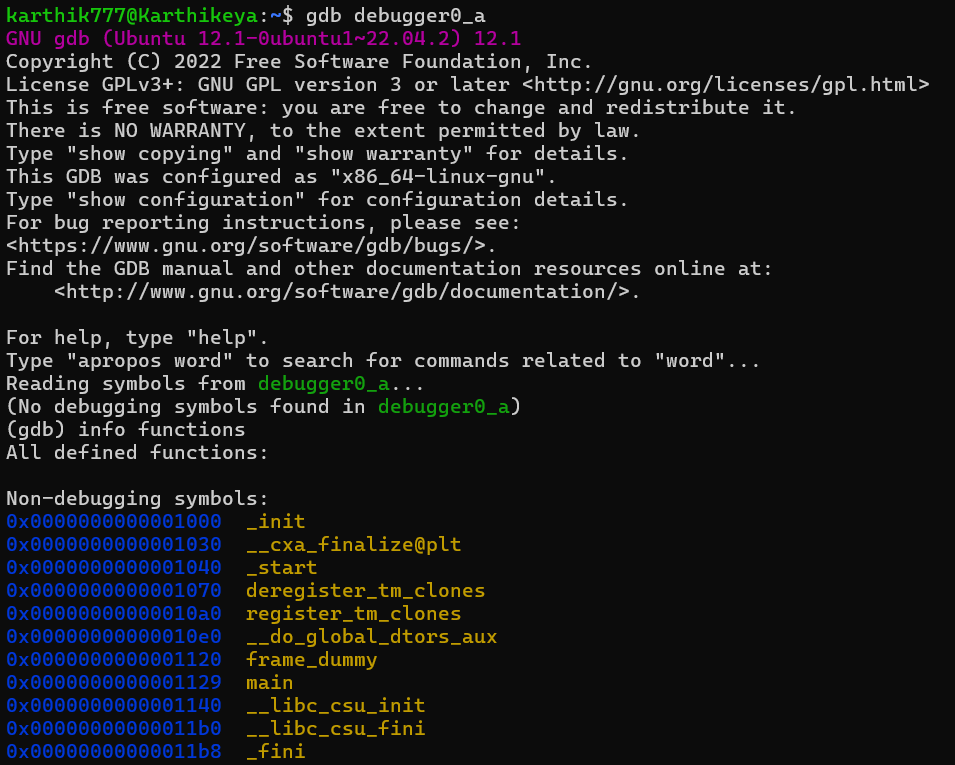 karthik777@Karthikeya:~$ gdb debugger0_a
GNU gdb (Ubuntu 12.1-0ubuntu1~22.04.2) 12.1
Copyright (C) 2022 Free Software Foundation, Inc.
License GPLv3+: GNU GPL version 3 or later <http://gnu.org/licenses/gpl.html>
This is free software: you are free to change and redistribute it.
There is NO WARRANTY, to the extent permitted by law.
Type "show copying" and "show warranty" for details.
This GDB was configured as "x86_64-linux-gnu".
Type "show configuration" for configuration details.
For bug reporting instructions, please see:
<https://www.gnu.org/software/gdb/bugs/>.
Find the GDB manual and other documentation resources online at:
    <http://www.gnu.org/software/gdb/documentation/>.

For help, type "help".
Type "apropos word" to search for commands related to "word"...
Reading symbols from debugger0_a...
(No debugging symbols found in debugger0_a)
(gdb) info functions
All defined functions:

Non-debugging symbols:
0x0000000000001000  _init
0x0000000000001030  __cxa_finalize@plt
0x0000000000001040  _start
0x0000000000001070  deregister_tm_clones
0x00000000000010a0  register_tm_clones
0x00000000000010e0  __do_global_dtors_aux
0x0000000000001120  frame_dummy
0x0000000000001129  main
0x0000000000001140  __libc_csu_init
0x00000000000011b0  __libc_csu_fini
0x00000000000011b8  _fini